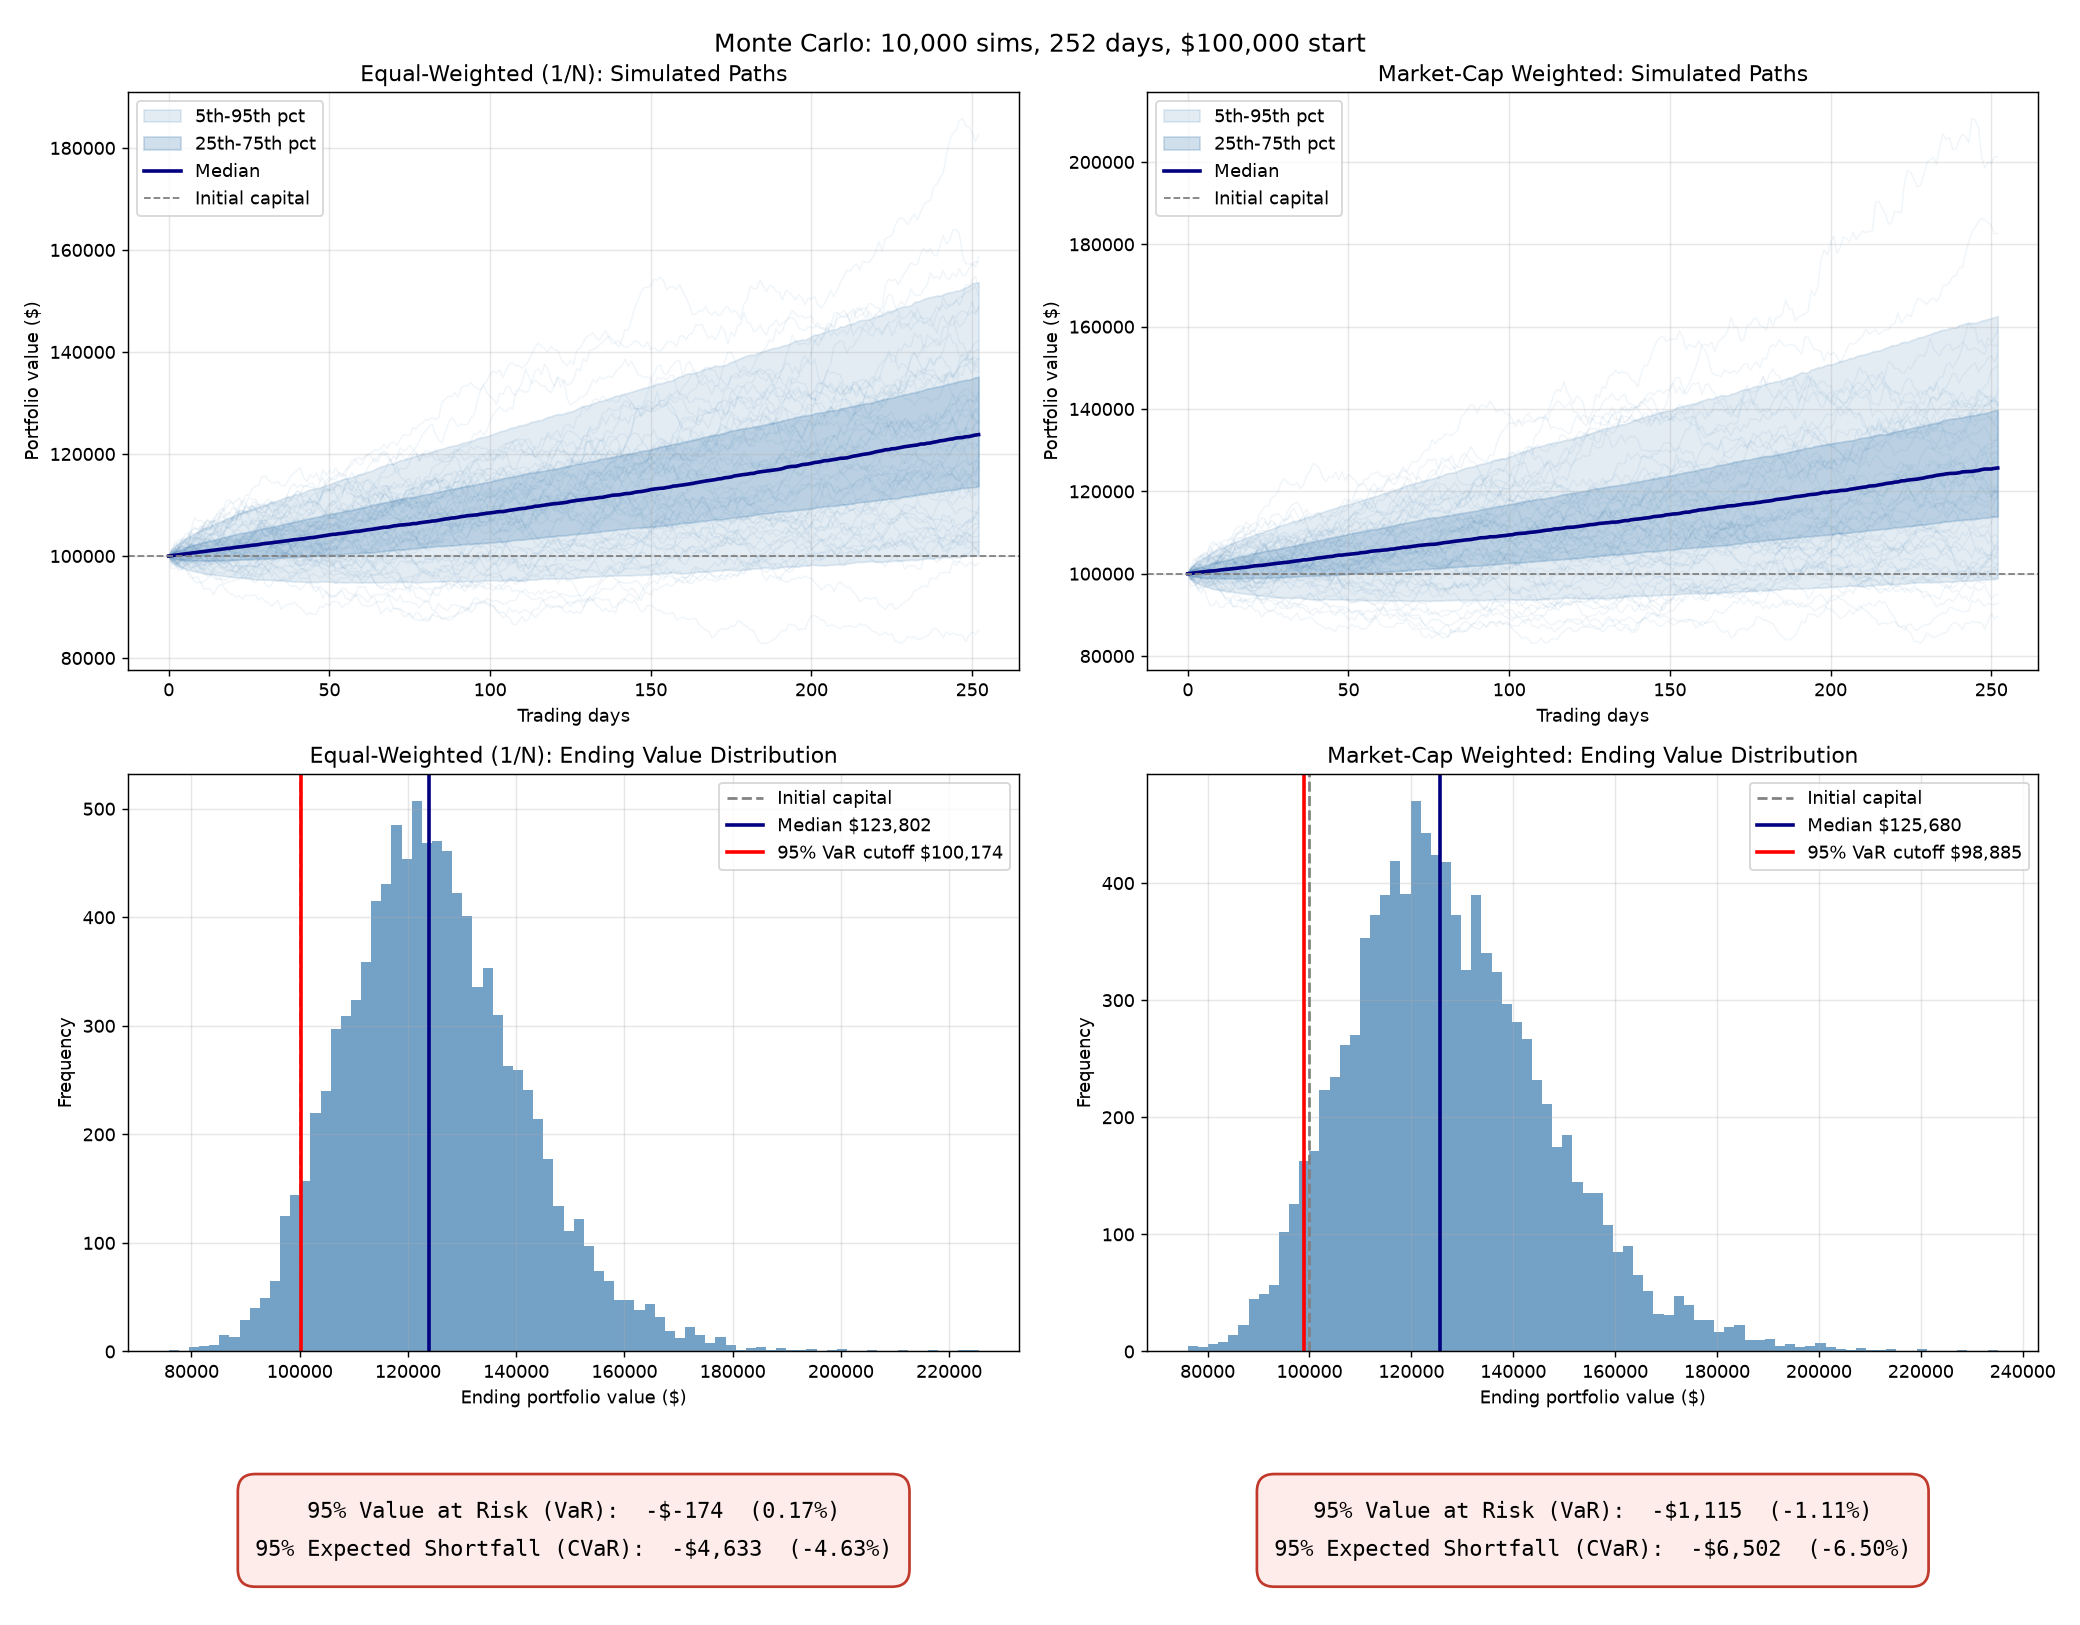 Monte Carlo: 10,000 sims, 252 days, $100,000 start
Equal-Weighted (1/N): Simulated Paths
5th-95th pct
25th-75th pct
Median
Initial capital
Portfolio value ($)
180000
160000
140000
120000
100000
80000
0 50 100 150 200 250
Trading days
Market-Cap Weighted: Simulated Paths
5th-95th pct
25th-75th pct
Median
Initial capital
Portfolio value ($)
200000
180000
160000
140000
120000
100000
80000
0 50 100 150 200 250
Trading days
Equal-Weighted (1/N): Ending Value Distribution
Initial capital
Median $123,802
95% VaR cutoff $100,174
Frequency
500
400
300
200
100
0
80000 100000 120000 140000 160000 180000 200000 220000
Ending portfolio value ($)
Market-Cap Weighted: Ending Value Distribution
Initial capital
Median $125,680
95% VaR cutoff $98,885
Frequency
400
300
200
100
0
80000 100000 120000 140000 160000 180000 200000 220000 240000
Ending portfolio value ($)
95% Value at Risk (VaR): -$-174 (0.17%)
95% Expected Shortfall (CVaR): -$4,633 (-4.63%)
95% Value at Risk (VaR): -$1,115 (-1.11%)
95% Expected Shortfall (CVaR): -$6,502 (-6.50%)